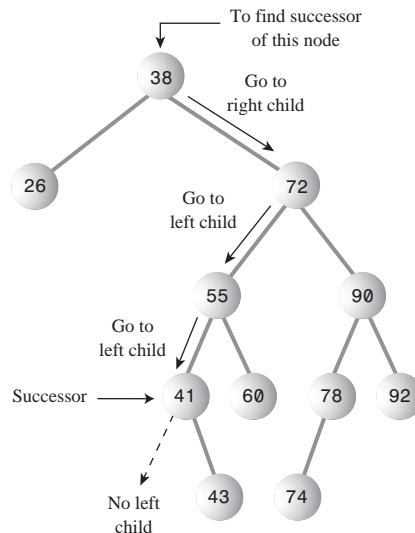 To find successor
of this node
38
Go to
right child
26
72
Go to
left child
55
90
Go to
left child
Successor
41
60
78
92
No left
child
43
74